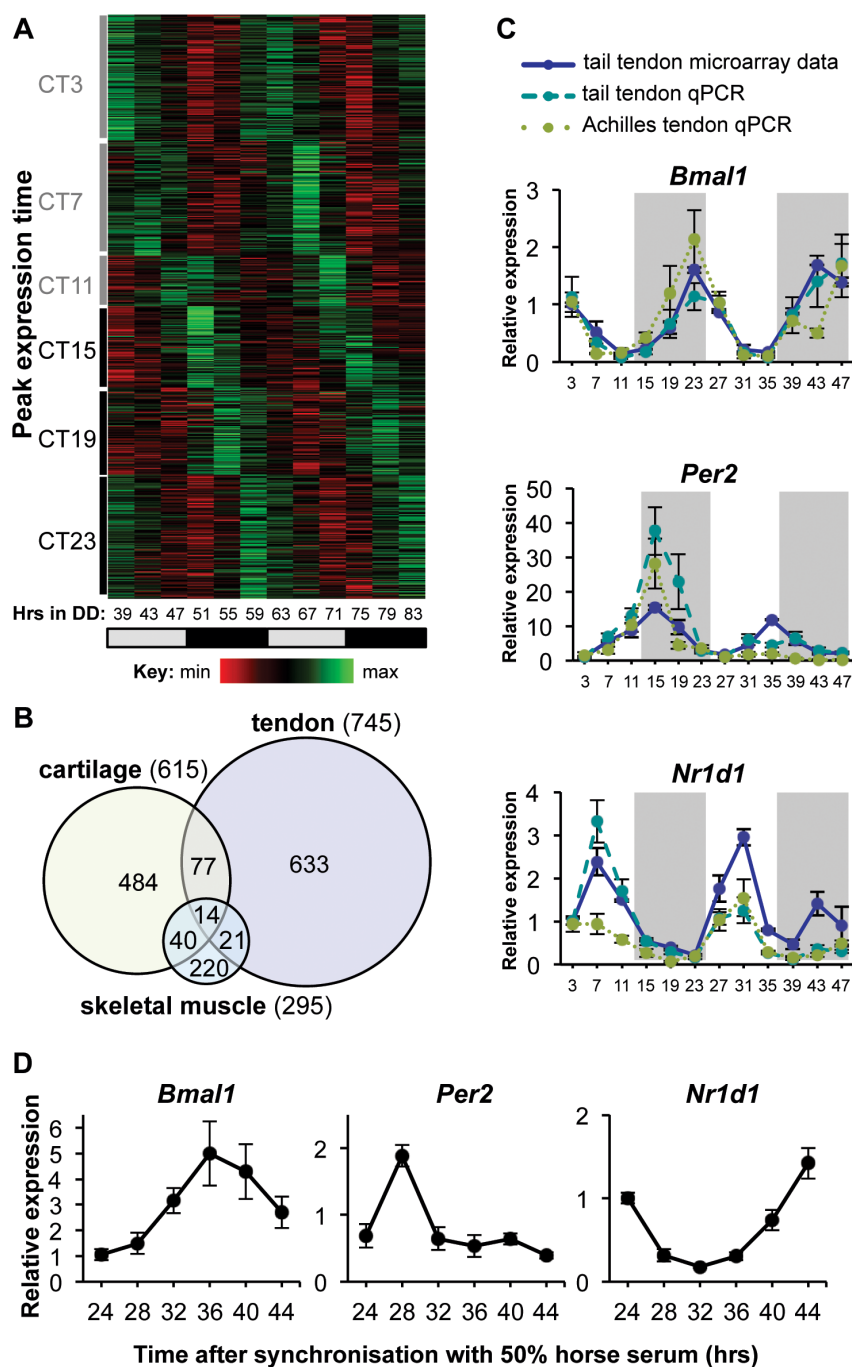 A
CT3
CT7
CT11
CT15
CT19
CT23
Peak expression time
Hrs in DD: 39 43 47 51 55 59 63 67 71 75 79 83
Key: min max
B
tendon (745)
cartilage (615)
484
77
633
14
40 21
220
skeletal muscle (295)
C
tail tendon microarray data
tail tendon qPCR
Achilles tendon qPCR
Bmal1
Relative expression
3
2
1
0
3 7 11 15 19 23 27 31 35 39 43 47
Per2
Relative expression
50
40
30
20
10
0
3 7 11 15 19 23 27 31 35 39 43 47
Nr1d1
Relative expression
4
3
2
1
0
3 7 11 15 19 23 27 31 35 39 43 47
D
Bmal1
Relative expression
6
5
4
3
2
1
0
24 28 32 36 40 44
Per2
2
1
0
24 28 32 36 40 44
Nr1d1
2
1
0
24 28 32 36 40 44
Time after synchronisation with 50% horse serum (hrs)